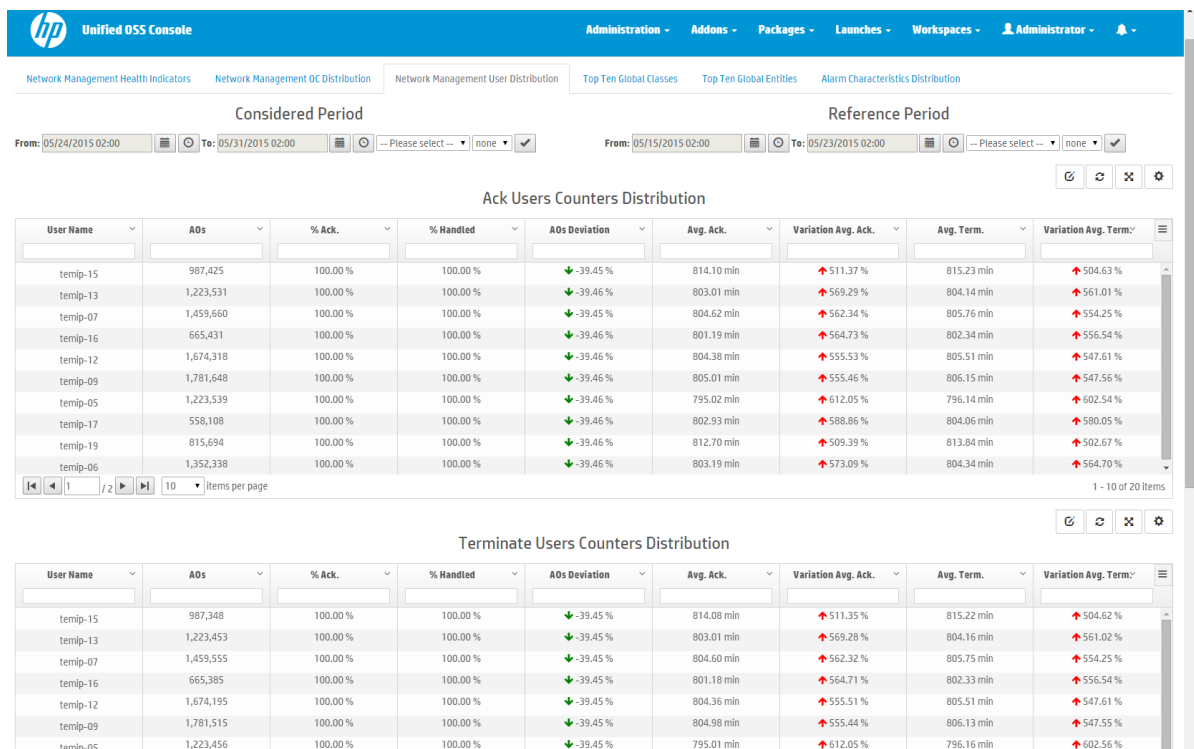 hp Unified OSS Console Administration Addons Packages Launches Workspaces Administrator
Network Management Health Indicators Network Management OC Distribution Network Management User Distribution Top Ten Global Classes Top Ten Global Entities Alarm Characteristics Distribution
Considered Period Reference Period
From: 05/24/2015 02:00 To: 05/31/2015 02:00 -- Please select -- none From: 05/15/2015 02:00 To: 05/23/2015 02:00 -- Please select -- none
Ack Users Counters Distribution
User Name AOs % Ack. % Handled AOs Deviation Avg. Ack. Variation Avg. Ack. Avg. Term. Variation Avg. Term.
temip-15 987,425 100.00 % 100.00 % -39.45 % 814.10 min 511.37 % 815.23 min 504.63 %
temip-13 1,223,531 100.00 % 100.00 % -39.46 % 803.01 min 569.29 % 804.14 min 561.01 %
temip-07 1,459,660 100.00 % 100.00 % -39.45 % 804.62 min 562.34 % 805.76 min 554.25 %
temip-16 665,431 100.00 % 100.00 % -39.46 % 801.19 min 564.73 % 802.34 min 556.54 %
temip-12 1,674,318 100.00 % 100.00 % -39.46 % 804.38 min 555.53 % 805.51 min 547.61 %
temip-09 1,781,648 100.00 % 100.00 % -39.46 % 805.01 min 555.46 % 806.15 min 547.56 %
temip-05 1,223,539 100.00 % 100.00 % -39.46 % 795.02 min 612.05 % 796.14 min 602.54 %
temip-17 558,108 100.00 % 100.00 % -39.46 % 802.93 min 588.86 % 804.06 min 580.05 %
temip-19 815,694 100.00 % 100.00 % -39.46 % 812.70 min 509.39 % 813.84 min 502.67 %
temip-06 1,352,338 100.00 % 100.00 % -39.46 % 803.19 min 573.09 % 804.34 min 564.70 %
1 / 2 10 items per page 1 - 10 of 20 items
Terminate Users Counters Distribution
User Name AOs % Ack. % Handled AOs Deviation Avg. Ack. Variation Avg. Ack. Avg. Term. Variation Avg. Term.
temip-15 987,348 100.00 % 100.00 % -39.45 % 814.08 min 511.35 % 815.22 min 504.62 %
temip-13 1,223,453 100.00 % 100.00 % -39.45 % 803.01 min 569.28 % 804.16 min 561.02 %
temip-07 1,459,555 100.00 % 100.00 % -39.45 % 804.60 min 562.32 % 805.75 min 554.25 %
temip-16 665,385 100.00 % 100.00 % -39.45 % 801.18 min 564.71 % 802.33 min 556.54 %
temip-12 1,674,195 100.00 % 100.00 % -39.45 % 804.36 min 555.51 % 805.51 min 547.61 %
temip-09 1,781,515 100.00 % 100.00 % -39.45 % 804.98 min 555.44 % 806.13 min 547.55 %
temip-05 1,223,456 100.00 % 100.00 % -39.45 % 795.01 min 612.05 % 796.16 min 602.56 %